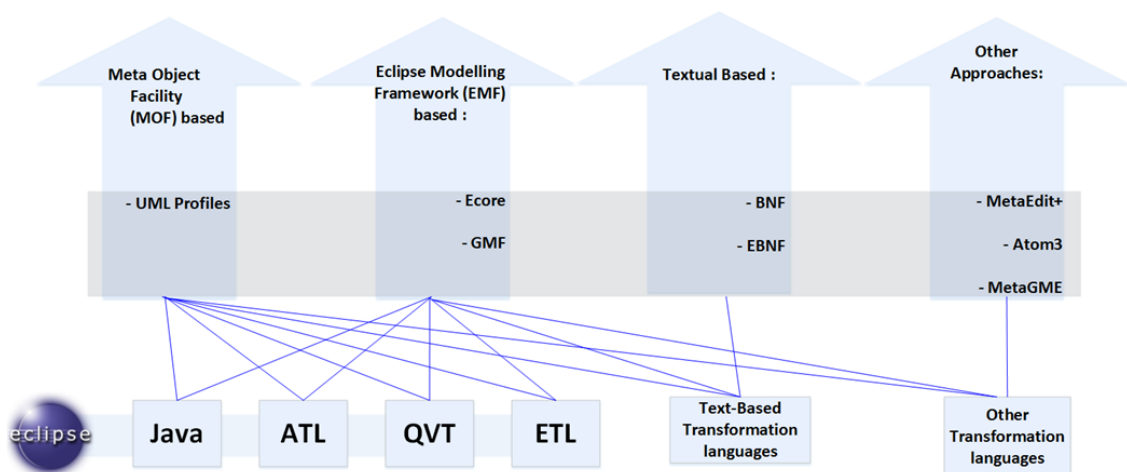 Meta Object
Facility
(MOF) based
Eclipse Modelling
Framework (EMF)
based :
Textual Based :
Other
Approaches:
- UML Profiles
- Ecore
- GMF
- BNF
- EBNF
- MetaEdit+
- Atom3
- MetaGME
eclipse
Java
ATL
QVT
ETL
Text-Based
Transformation
languages
Other
Transformation
languages